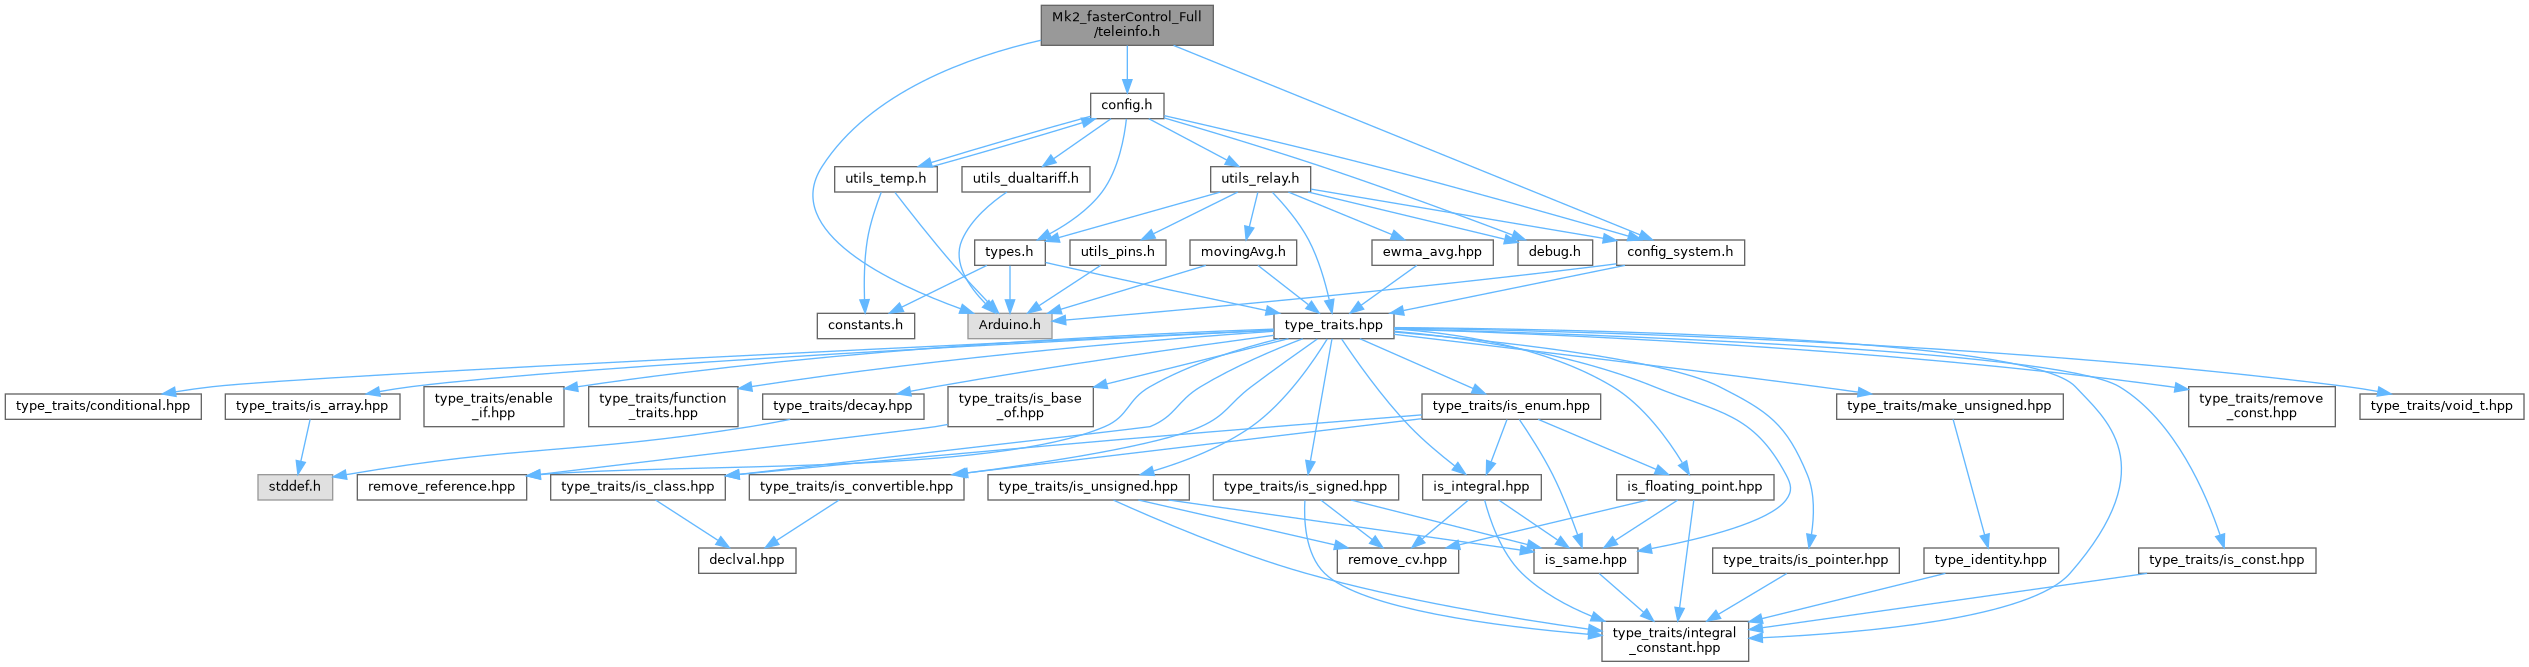 Mk2_fasterControl_Full
/teleinfo.h
config.h
utils_temp.h
utils_dualtariff.h
utils_relay.h
types.h
utils_pins.h
movingAvg.h
ewma_avg.hpp
debug.h
config_system.h
constants.h
Arduino.h
type_traits.hpp
type_traits/conditional.hpp
type_traits/is_array.hpp
type_traits/enable
_if.hpp
type_traits/function
_traits.hpp
type_traits/decay.hpp
type_traits/is_base
_of.hpp
type_traits/is_enum.hpp
type_traits/make_unsigned.hpp
type_traits/remove
_const.hpp
type_traits/void_t.hpp
stddef.h
remove_reference.hpp
type_traits/is_class.hpp
type_traits/is_convertible.hpp
type_traits/is_unsigned.hpp
type_traits/is_signed.hpp
is_integral.hpp
is_floating_point.hpp
declval.hpp
remove_cv.hpp
is_same.hpp
type_traits/is_pointer.hpp
type_identity.hpp
type_traits/is_const.hpp
type_traits/integral
_constant.hpp